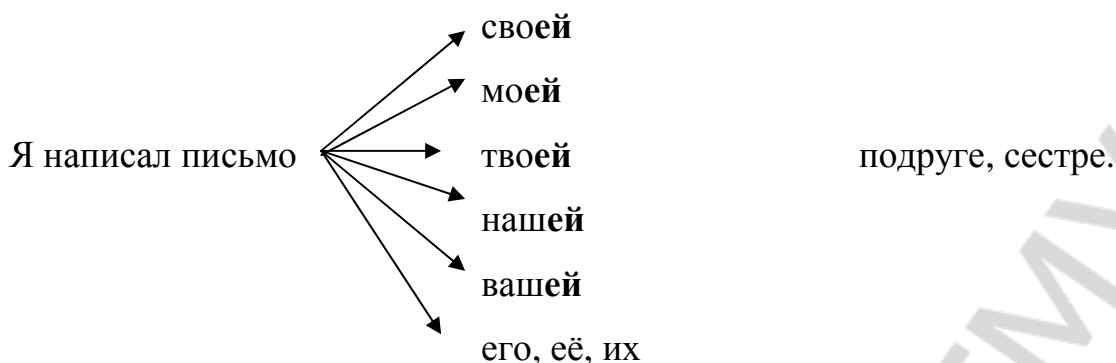 своей
моей
Я написал письмо твоей подруге, сестре.
нашей
вашей
его, её, их